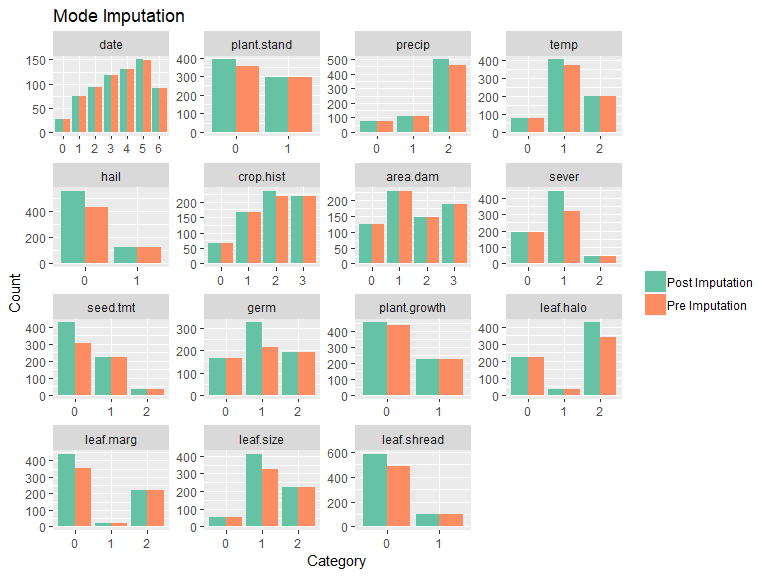 Mode Imputation
date plant.stand precip temp
150 400 500 400
100 300 400 300
50 200 300 200
0 100 200 100
0 100 0
0
0 1 2 3 4 5 6 0 1 0 1 2 0 1 2
hail crop.hist area.dam sever
400 200 200 400
200 150 150 300
0 100 100 200
50 50 100
0 0 0
0 1 0 1 2 3 0 1 2 3 0 1 2
seed.tmt germ plant.growth leaf.halo
400 300 400 400
300 200 300 300
200 100 200 200
100 0 100 100
0 0 0
0 1 2 0 1 2 0 1 0 1 2
leaf.marg leaf.size leaf.shread
400 400 600
300 300 400
200 200 200
100 100 0
0 0
0 1 2 0 1 2 0 1
Count
Category
Post Imputation
Pre Imputation